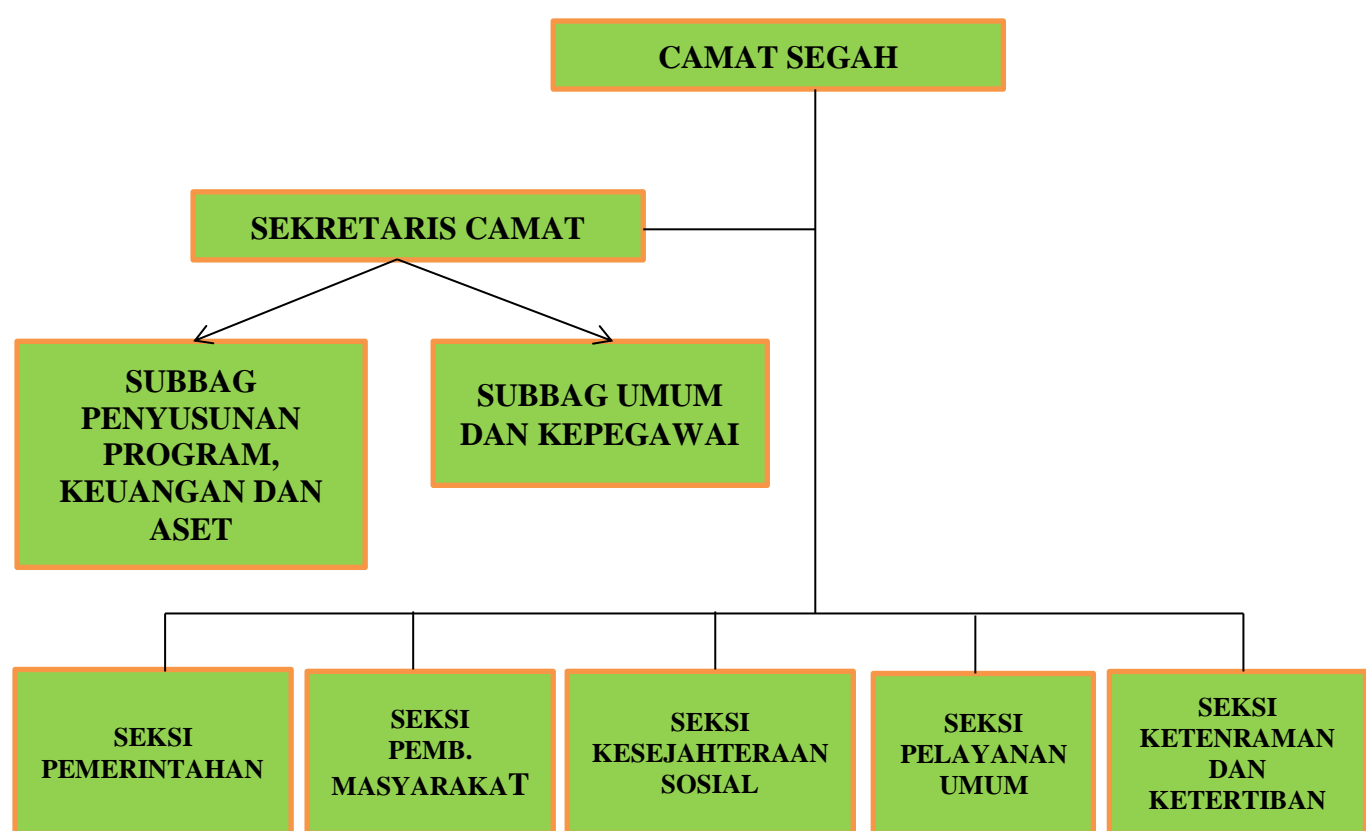 CAMAT SEGAH
SEKRETARIS CAMAT
SUBBAG
PENYUSUNAN
PROGRAM,
KEUANGAN DAN
ASET
SUBBAG UMUM
DAN KEPEGAWAI
SEKSI
PEMERINTAHAN
SEKSI
PEMB.
MASYARAKAT
SEKSI
KESEJAHTERAAN
SOSIAL
SEKSI
PELAYANAN
UMUM
SEKSI
KETENRAMAN
DAN
KETERTIBAN